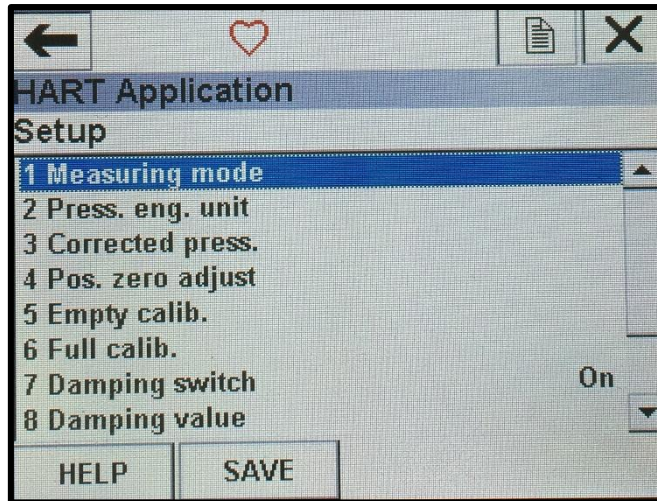 HART Application
Setup
1 Measuring mode
2 Press. eng. unit
3 Corrected press.
4 Pos. zero adjust
5 Empty calib.
6 Full calib.
7 Damping switch On
8 Damping value
HELP SAVE